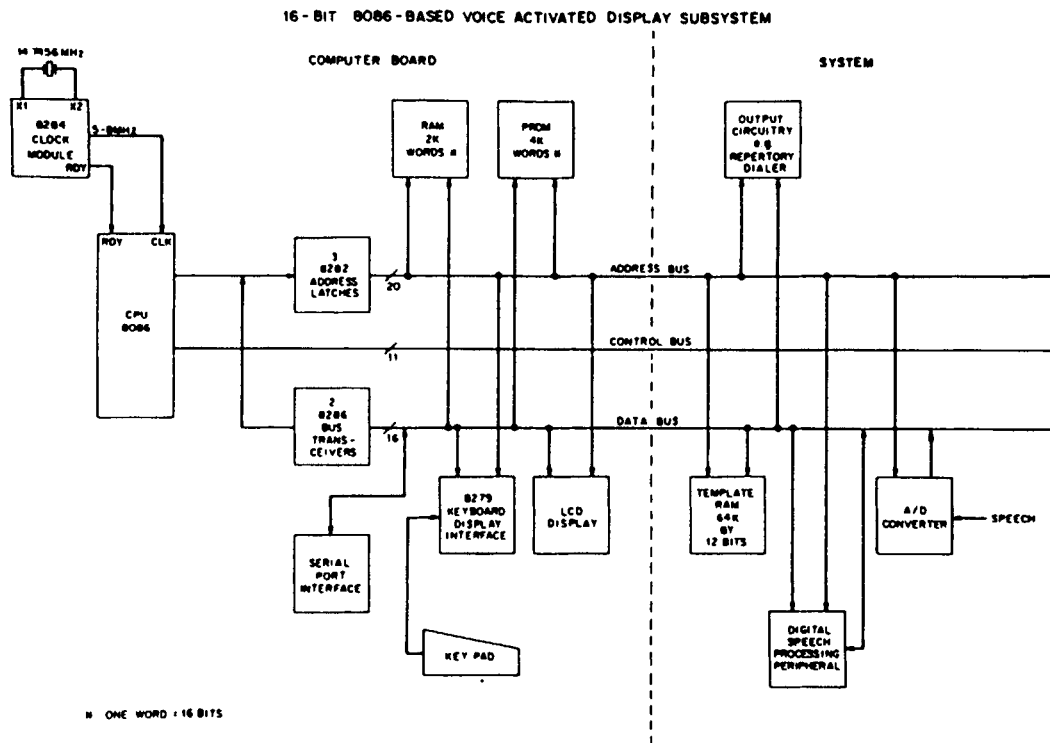 16-BIT 8086-BASED VOICE ACTIVATED DISPLAY SUBSYSTEM
COMPUTER BOARD
SYSTEM
X1
X2
8284
CLOCK
MODULE
RDY
5-8MHz
RAM
2K
WORDS *
PROM
4K
WORDS *
OUTPUT
CIRCUITRY
e.g.
REPERTORY
DIALER
RDY
CLK
CPU
8086
3
8282
ADDRESS
LATCHES
20
ADDRESS BUS
11
CONTROL BUS
2
8286
BUS
TRANS-
CEIVERS
16
DATA BUS
SERIAL
PORT
INTERFACE
8279
KEYBOARD
DISPLAY
INTERFACE
LCD
DISPLAY
TEMPLATE
RAM
64K
BY
12 BITS
A/D
CONVERTER
SPEECH
KEY PAD
DIGITAL
SPEECH
PROCESSING
PERIPHERAL
* ONE WORD = 16 BITS